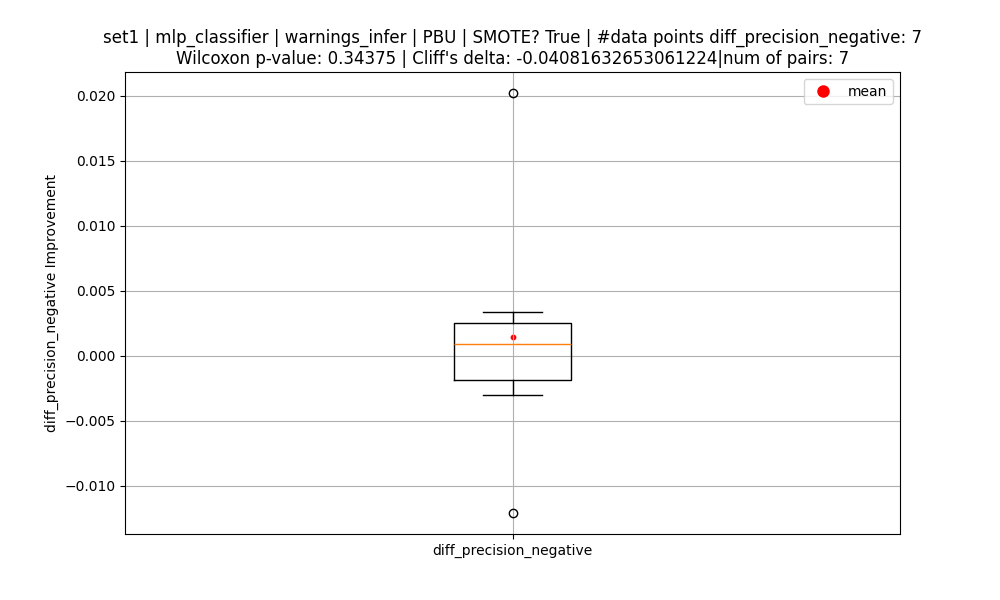 set1 | mlp_classifier | warnings_infer | PBU | SMOTE? True | #data points diff_precision_negative: 7
Wilcoxon p-value: 0.34375 | Cliff's delta: -0.04081632653061224|num of pairs: 7
mean
0.020
0.015
0.010
0.005
0.000
−0.005
−0.010
diff_precision_negative Improvement
diff_precision_negative